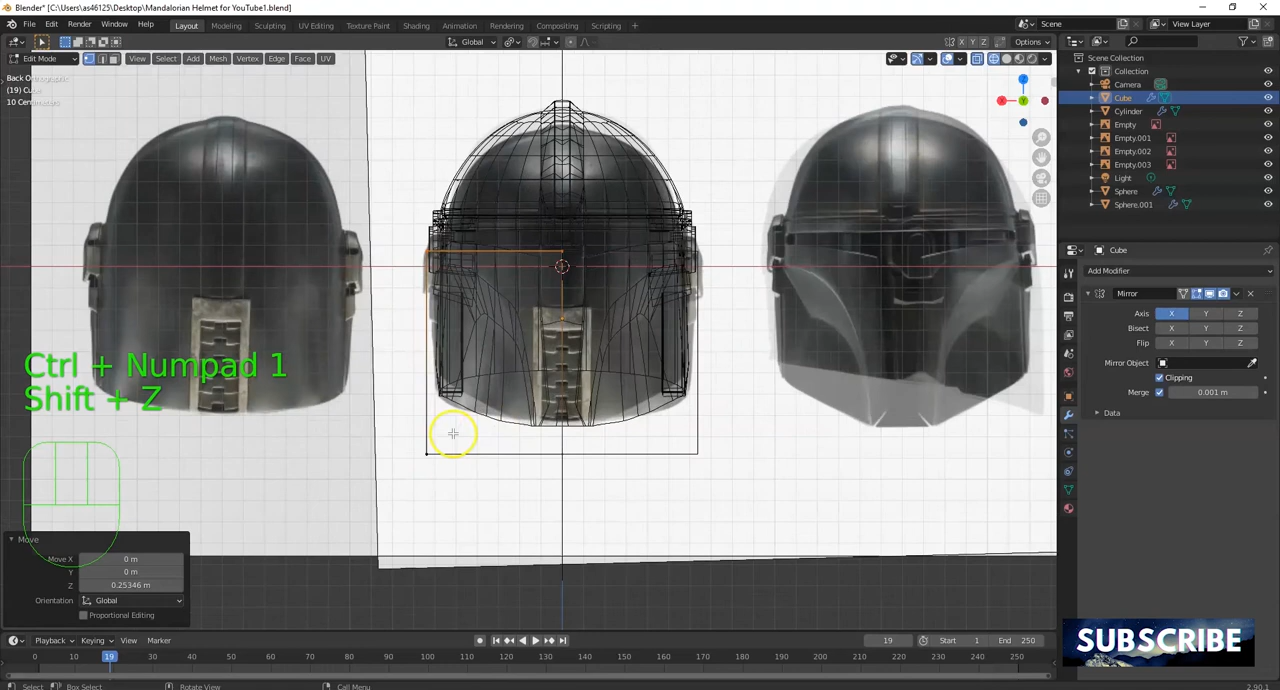 Blender* [C:\Users\as46125\Desktop\Mandalorian Helmet for YouTube1.blend]
File Edit Render Window Help Layout Modeling Sculpting UV Editing Texture Paint Shading Animation Rendering Compositing Scripting + Scene View Layer
Global X Y Z Options
Edit Mode View Select Add Mesh Vertex Edge Face UV
Back Orthographic
(19) Cube
10 Centimeters
Z
X
Y
Scene Collection
Collection
Camera
Cube
Cylinder
Empty
Empty.001
Empty.002
Empty.003
Light
Sphere
Sphere.001
Cube
Add Modifier
Mirror
Axis X Y Z
Bisect X Y Z
Flip X Y Z
Mirror Object
Clipping
Merge 0.001 m
Data
Ctrl + Numpad 1
Shift + Z
Move
Move X 0 m
Y 0 m
Z 0.25346 m
Orientation Global
Proportional Editing
SUBSCRIBE
Playback Keying View Marker 19 Start 1 End 250
0 10 19 30 40 50 60 70 80 90 100 110 120 130 140 150 160 170 180 190 200 210 220 230 240 250
Select Box Select Rotate View Call Menu 2.90.1